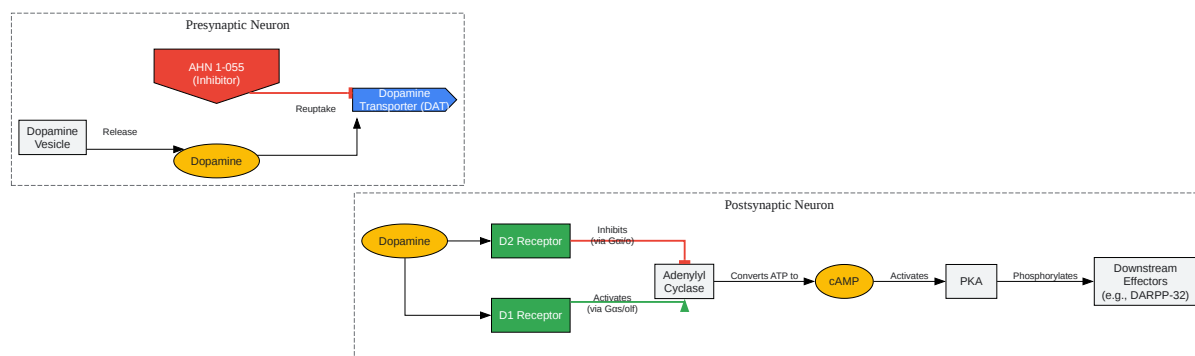 Presynaptic Neuron
AHN 1-055
(Inhibitor)
Dopamine
Transporter (DAT)
Reuptake
Dopamine
Vesicle
Release
Dopamine
Postsynaptic Neuron
Dopamine
D2 Receptor
Inhibits
(via Gαi/o)
Adenylyl
Cyclase
Converts ATP to
cAMP
Activates
PKA
Phosphorylates
Downstream
Effectors
(e.g., DARPP-32)
D1 Receptor
Activates
(via Gαs/olf)